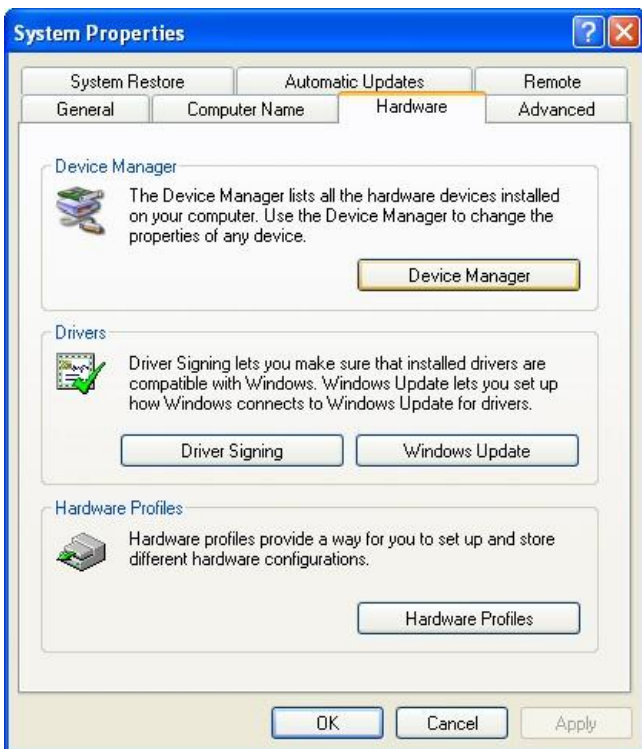 System Properties
System Restore
Automatic Updates
Remote
General
Computer Name
Hardware
Advanced
Device Manager
The Device Manager lists all the hardware devices installed
on your computer. Use the Device Manager to change the
properties of any device.
Device Manager
Drivers
Driver Signing lets you make sure that installed drivers are
compatible with Windows. Windows Update lets you set up
how Windows connects to Windows Update for drivers.
Driver Signing
Windows Update
Hardware Profiles
Hardware profiles provide a way for you to set up and store
different hardware configurations.
Hardware Profiles
OK
Cancel
Apply